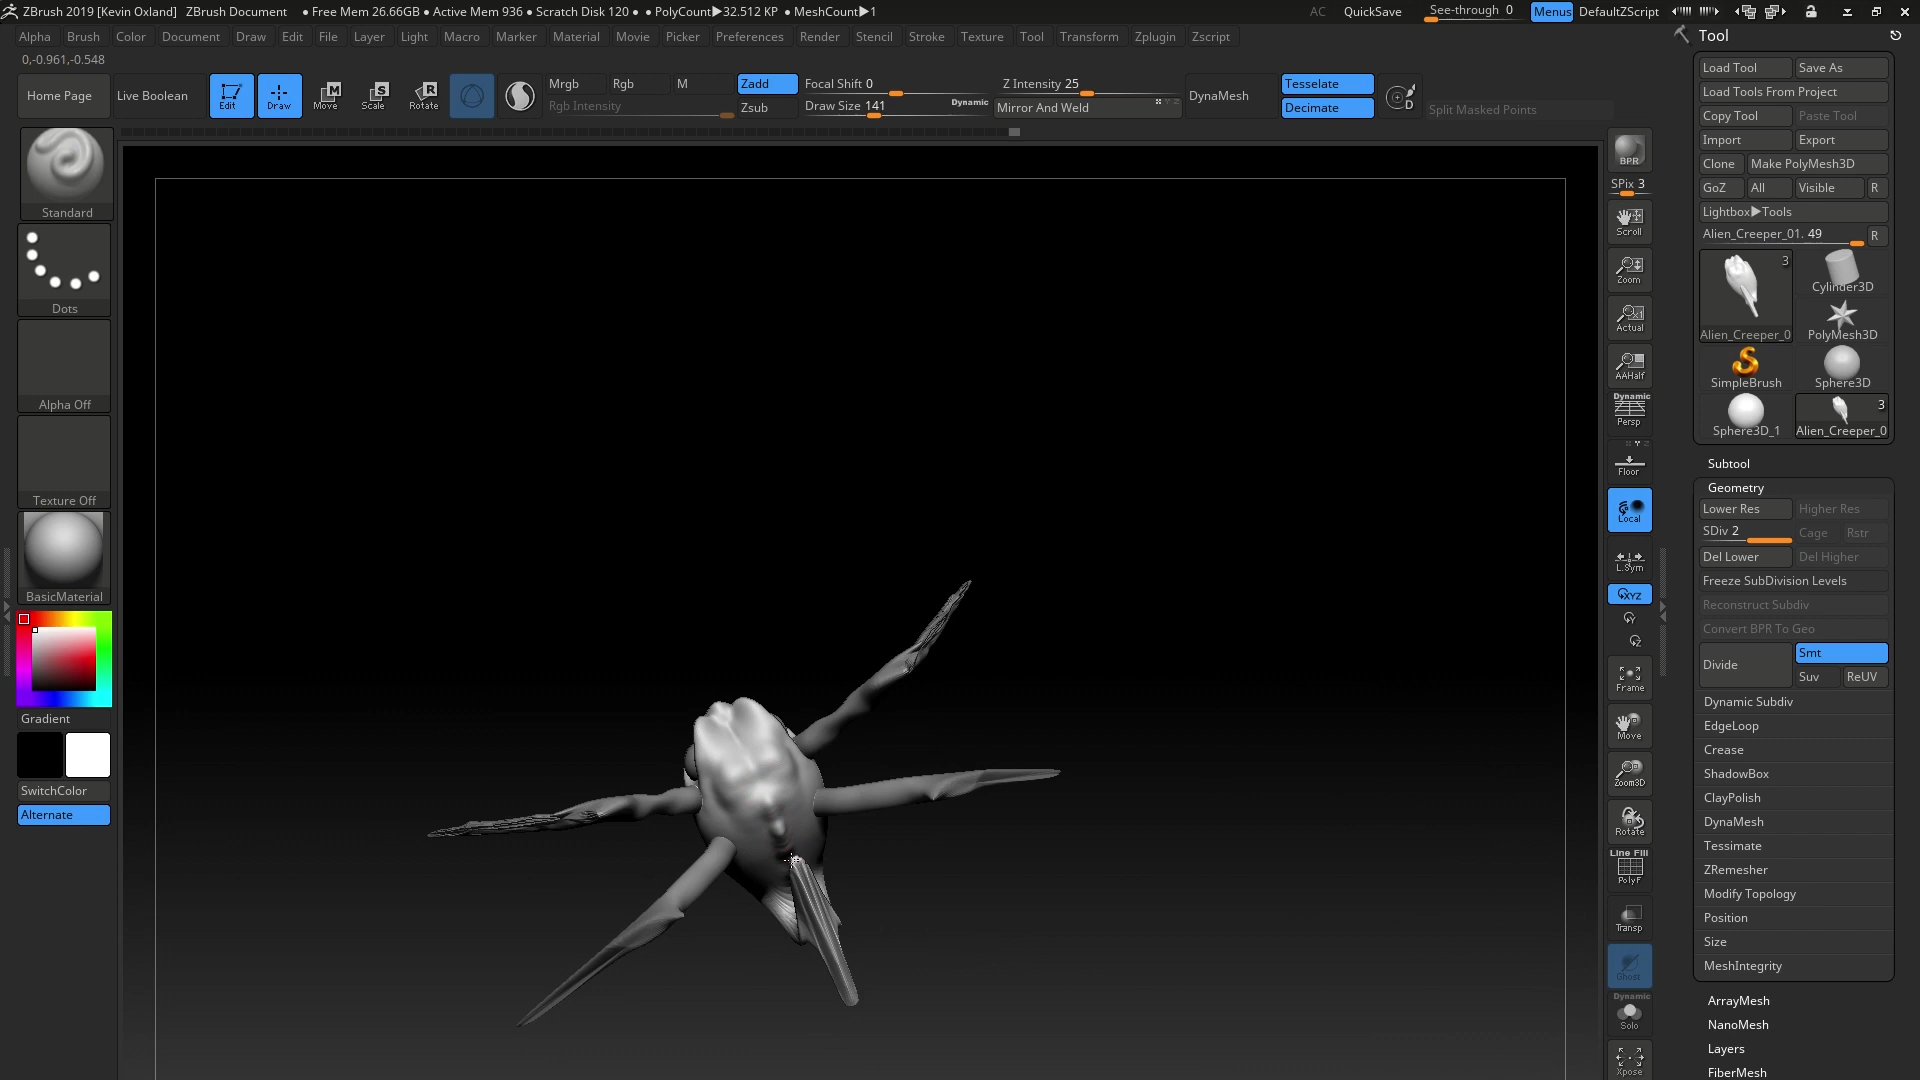 ZBrush 2019 [Kevin Oxland] ZBrush Document ● Free Mem 26.66GB ● Active Mem 936 ● Scratch Disk 120 ● ● PolyCount▶32.512 KP ● MeshCount▶1 AC QuickSave See-through 0 Menus DefaultZScript
Alpha Brush Color Document Draw Edit File Layer Light Macro Marker Material Movie Picker Preferences Render Stencil Stroke Texture Tool Transform Zplugin Zscript
0,-0.961,-0.548
Home Page Live Boolean Edit Draw Move Scale Rotate
Mrgb Rgb M Zadd Focal Shift 0 Z Intensity 25 Tesselate
DynaMesh
Rgb Intensity Zsub Draw Size 141 Dynamic Mirror And Weld Decimate Split Masked Points
Standard
Dots
Alpha Off
Texture Off
BasicMaterial
Gradient
SwitchColor
Alternate
BPR
SPix 3
Scroll
Zoom
Actual
AAHalf
Dynamic
Persp
Floor
Local
L.Sym
XYZ
Y
Z
Frame
Move
Zoom3D
Rotate
Line Fill
PolyF
Transp
Ghost
Dynamic
Solo
Xpose
Tool
Load Tool Save As
Load Tools From Project
Copy Tool Paste Tool
Import Export
Clone Make PolyMesh3D
GoZ All Visible R
Lightbox▶Tools
Alien_Creeper_01. 49 R
3
Cylinder3D
Alien_Creeper_0 PolyMesh3D
SimpleBrush Sphere3D
3
Sphere3D_1 Alien_Creeper_0
Subtool
Geometry
Lower Res Higher Res
SDiv 2 Cage Rstr
Del Lower Del Higher
Freeze SubDivision Levels
Reconstruct Subdiv
Convert BPR To Geo
Divide Smt
Suv ReUV
Dynamic Subdiv
EdgeLoop
Crease
ShadowBox
ClayPolish
DynaMesh
Tessimate
ZRemesher
Modify Topology
Position
Size
MeshIntegrity
ArrayMesh
NanoMesh
Layers
FiberMesh